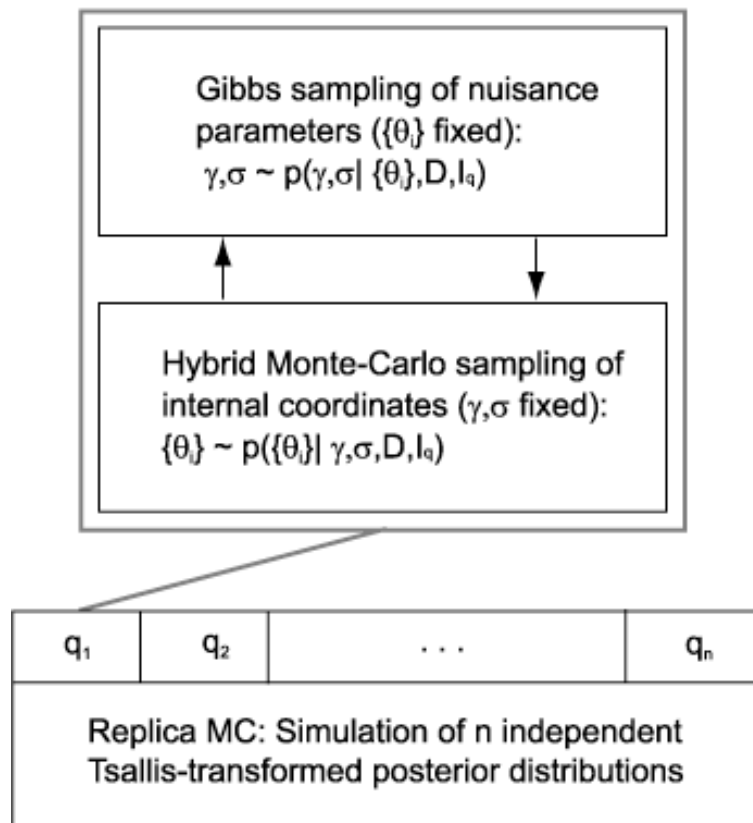 Gibbs sampling of nuisance
parameters ({θᵢ} fixed):
γ,σ ~ p(γ,σ| {θᵢ},D,I_q)
Hybrid Monte-Carlo sampling of
internal coordinates (γ,σ fixed):
{θᵢ} ~ p({θᵢ}| γ,σ,D,I_q)
q₁ q₂ . . . qₙ
Replica MC: Simulation of n independent
Tsallis-transformed posterior distributions